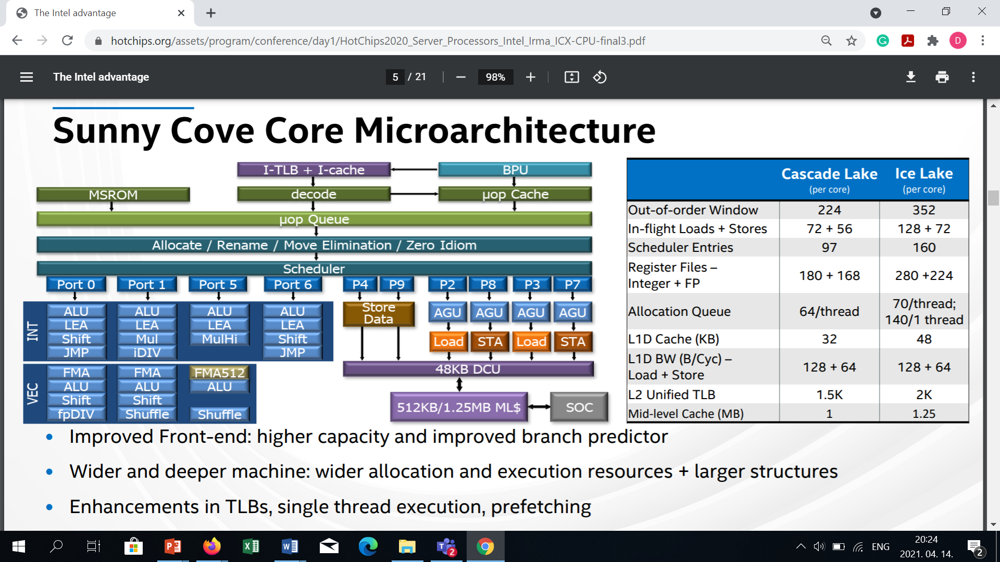 The Intel advantage
hotchips.org/assets/program/conference/day1/HotChips2020_Server_Processors_Intel_Irma_ICX-CPU-final3.pdf
D
The Intel advantage
5 / 21
98%
Sunny Cove Core Microarchitecture
I-TLB + I-cache
BPU
MSROM
decode
µop Cache
µop Queue
Allocate / Rename / Move Elimination / Zero Idiom
Scheduler
Port 0 Port 1 Port 5 Port 6 P4 P9 P2 P8 P3 P7
INT
ALU ALU ALU ALU
LEA LEA LEA LEA
Shift Mul MulHi Shift
JMP iDIV JMP
Store
Data
AGU AGU AGU AGU
Load STA Load STA
VEC
FMA FMA FMA512
ALU ALU ALU
Shift Shift
fpDIV Shuffle Shuffle
48KB DCU
512KB/1.25MB ML$
SOC
Cascade Lake Ice Lake
(per core) (per core)
Out-of-order Window 224 352
In-flight Loads + Stores 72 + 56 128 + 72
Scheduler Entries 97 160
Register Files –
Integer + FP 180 + 168 280 +224
Allocation Queue 64/thread 70/thread;
140/1 thread
L1D Cache (KB) 32 48
L1D BW (B/Cyc) –
Load + Store 128 + 64 128 + 64
L2 Unified TLB 1.5K 2K
Mid-level Cache (MB) 1 1.25
• Improved Front-end: higher capacity and improved branch predictor
• Wider and deeper machine: wider allocation and execution resources + larger structures
• Enhancements in TLBs, single thread execution, prefetching
2
ENG
20:24
2021. 04. 14.
2